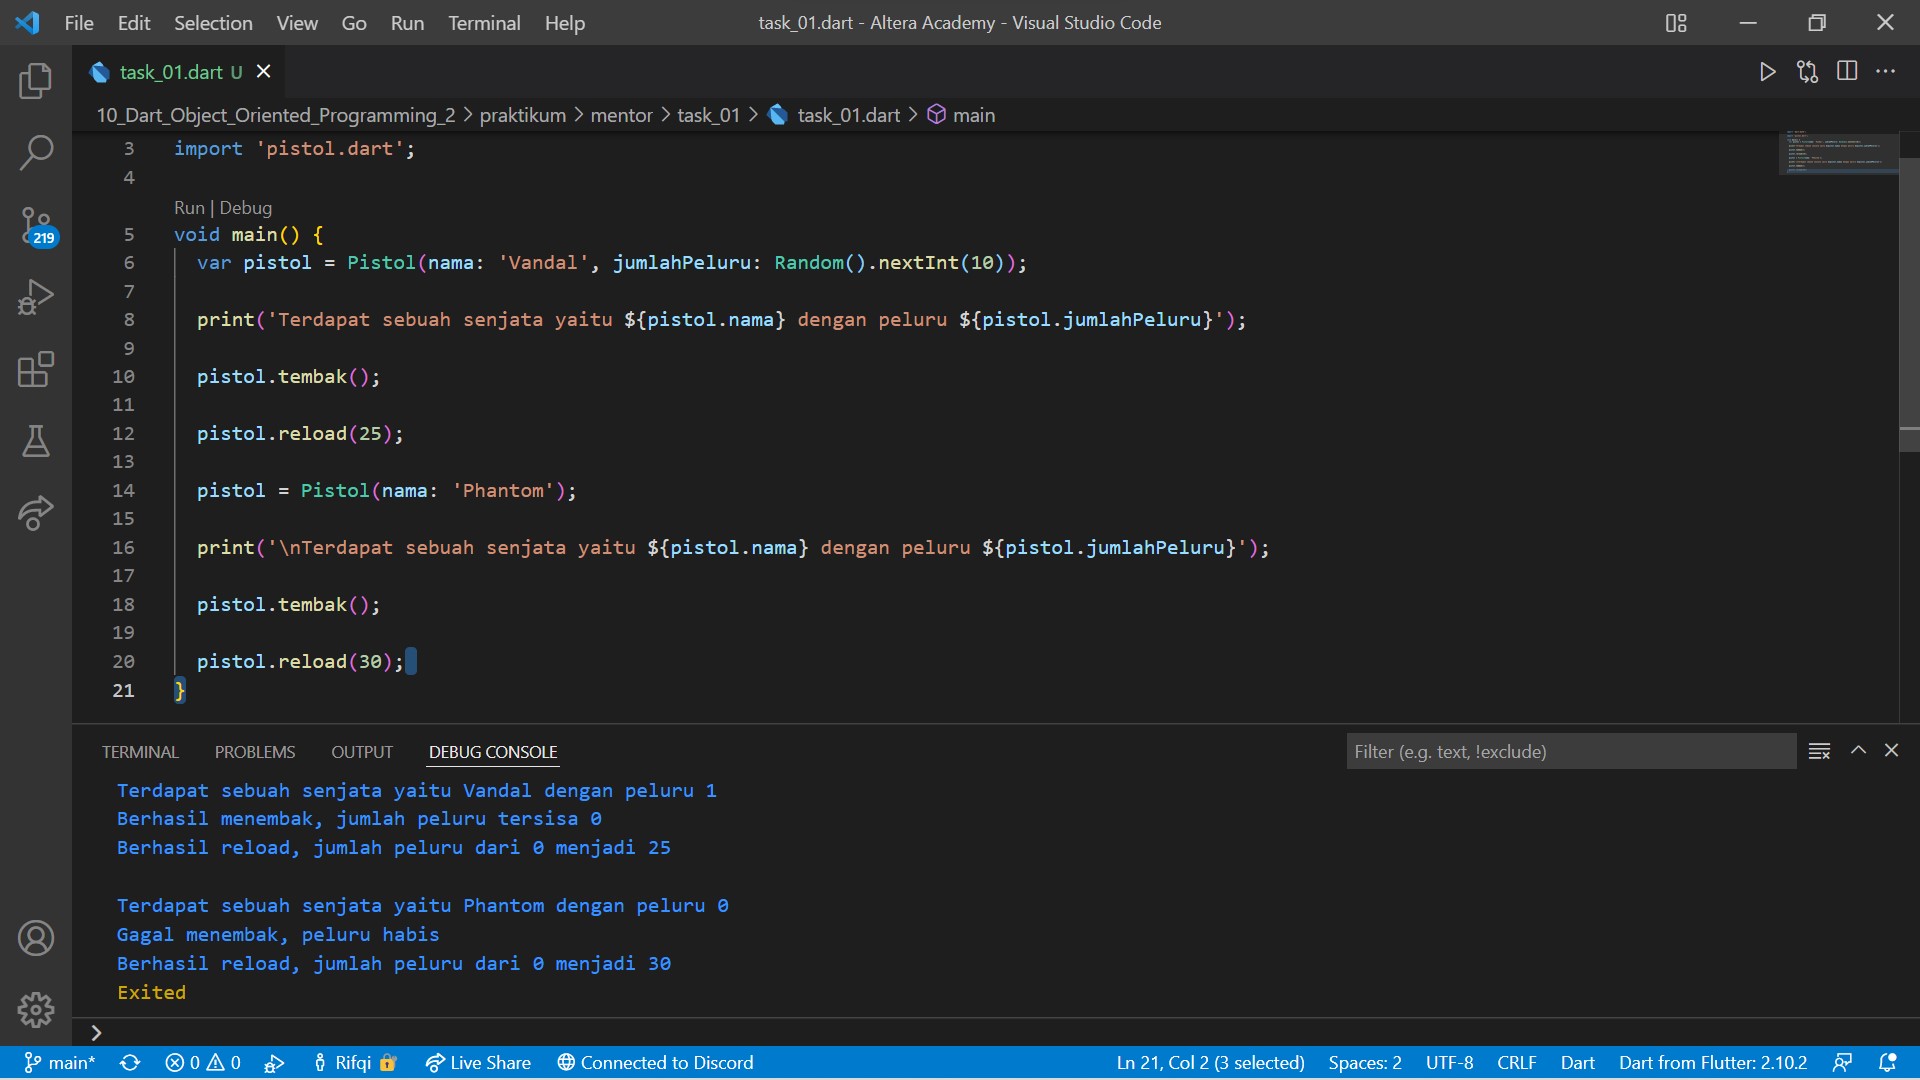 File Edit Selection View Go Run Terminal Help
task_01.dart - Altera Academy - Visual Studio Code
task_01.dart U
10_Dart_Object_Oriented_Programming_2 > praktikum > mentor > task_01 > task_01.dart > main
3 import 'pistol.dart';
4
Run | Debug
5 void main() {
6 var pistol = Pistol(nama: 'Vandal', jumlahPeluru: Random().nextInt(10));
7
8 print('Terdapat sebuah senjata yaitu ${pistol.nama} dengan peluru ${pistol.jumlahPeluru}');
9
10 pistol.tembak();
11
12 pistol.reload(25);
13
14 pistol = Pistol(nama: 'Phantom');
15
16 print('\nTerdapat sebuah senjata yaitu ${pistol.nama} dengan peluru ${pistol.jumlahPeluru}');
17
18 pistol.tembak();
19
20 pistol.reload(30);
21 }
219
TERMINAL PROBLEMS OUTPUT DEBUG CONSOLE
Filter (e.g. text, !exclude)
Terdapat sebuah senjata yaitu Vandal dengan peluru 1
Berhasil menembak, jumlah peluru tersisa 0
Berhasil reload, jumlah peluru dari 0 menjadi 25
Terdapat sebuah senjata yaitu Phantom dengan peluru 0
Gagal menembak, peluru habis
Berhasil reload, jumlah peluru dari 0 menjadi 30
Exited
main* 0 0 Rifqi Live Share Connected to Discord Ln 21, Col 2 (3 selected) Spaces: 2 UTF-8 CRLF Dart Dart from Flutter: 2.10.2